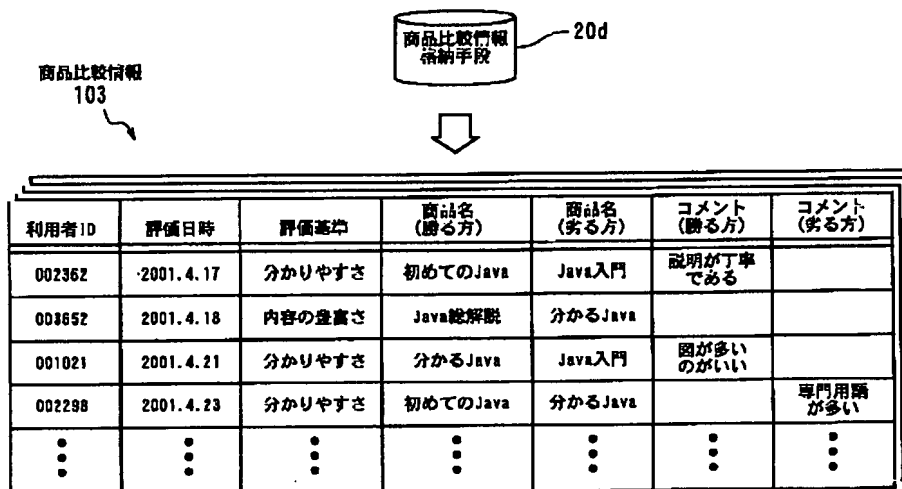 商品比較情報
格納手段
20d
商品比較情報
103
利用者ID 評価日時 評価基準 商品名 (勝る方) 商品名 (劣る方) コメント (勝る方) コメント (劣る方)
002362 2001.4.17 分かりやすさ 初めてのJava Java入門 説明が丁寧 である
003652 2001.4.18 内容の豊富さ Java総解説 分かるJava
001021 2001.4.21 分かりやすさ 分かるJava Java入門 図が多い のがいい
002298 2001.4.23 分かりやすさ 初めてのJava 分かるJava 専門用語 が多い